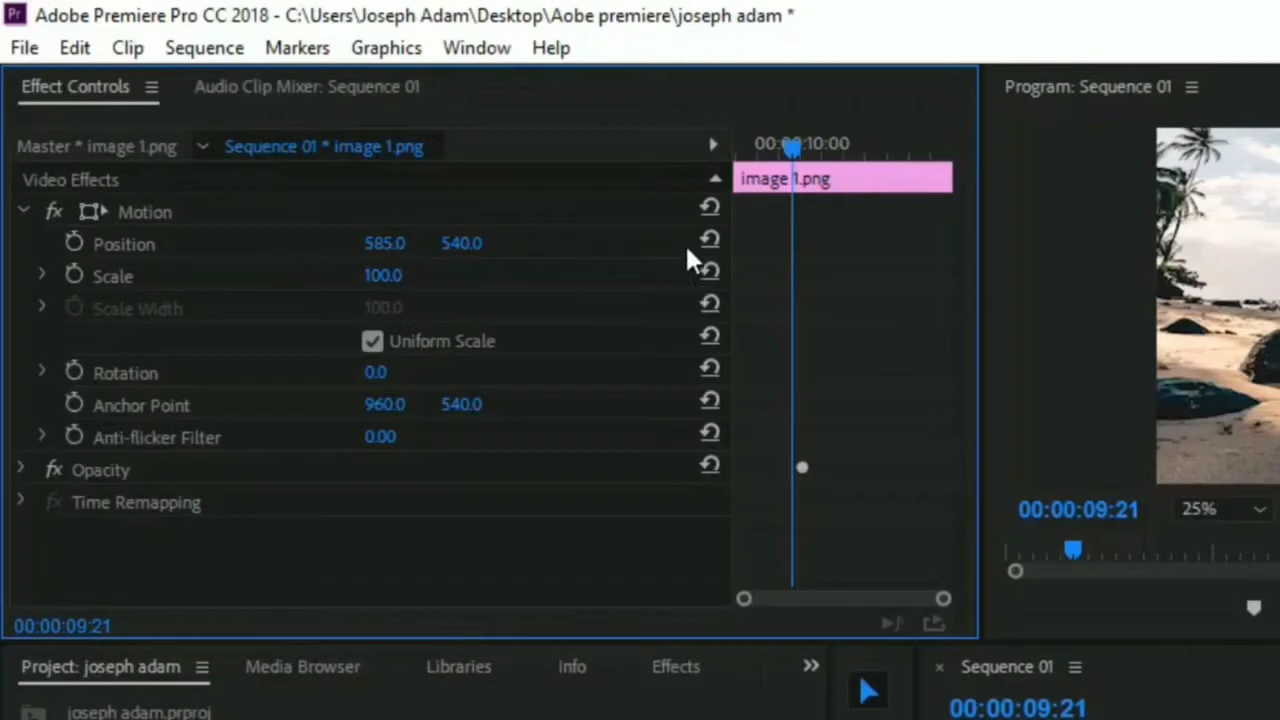 Pr Adobe Premiere Pro CC 2018 - C:\Users\Joseph Adam\Desktop\Aobe premiere\joseph adam *
File Edit Clip Sequence Markers Graphics Window Help
Effect Controls Audio Clip Mixer: Sequence 01 Program: Sequence 01
Master * image 1.png Sequence 01 * image 1.png 00:00:10:00
Video Effects image 1.png
fx Motion
Position 585.0 540.0
Scale 100.0
Scale Width 100.0
Uniform Scale
Rotation 0.0
Anchor Point 960.0 540.0
Anti-flicker Filter 0.00
fx Opacity
fx Time Remapping
00:00:09:21 25%
00:00:09:21
Project: joseph adam Media Browser Libraries Info Effects × Sequence 01
joseph adam.prproj 00:00:09:21